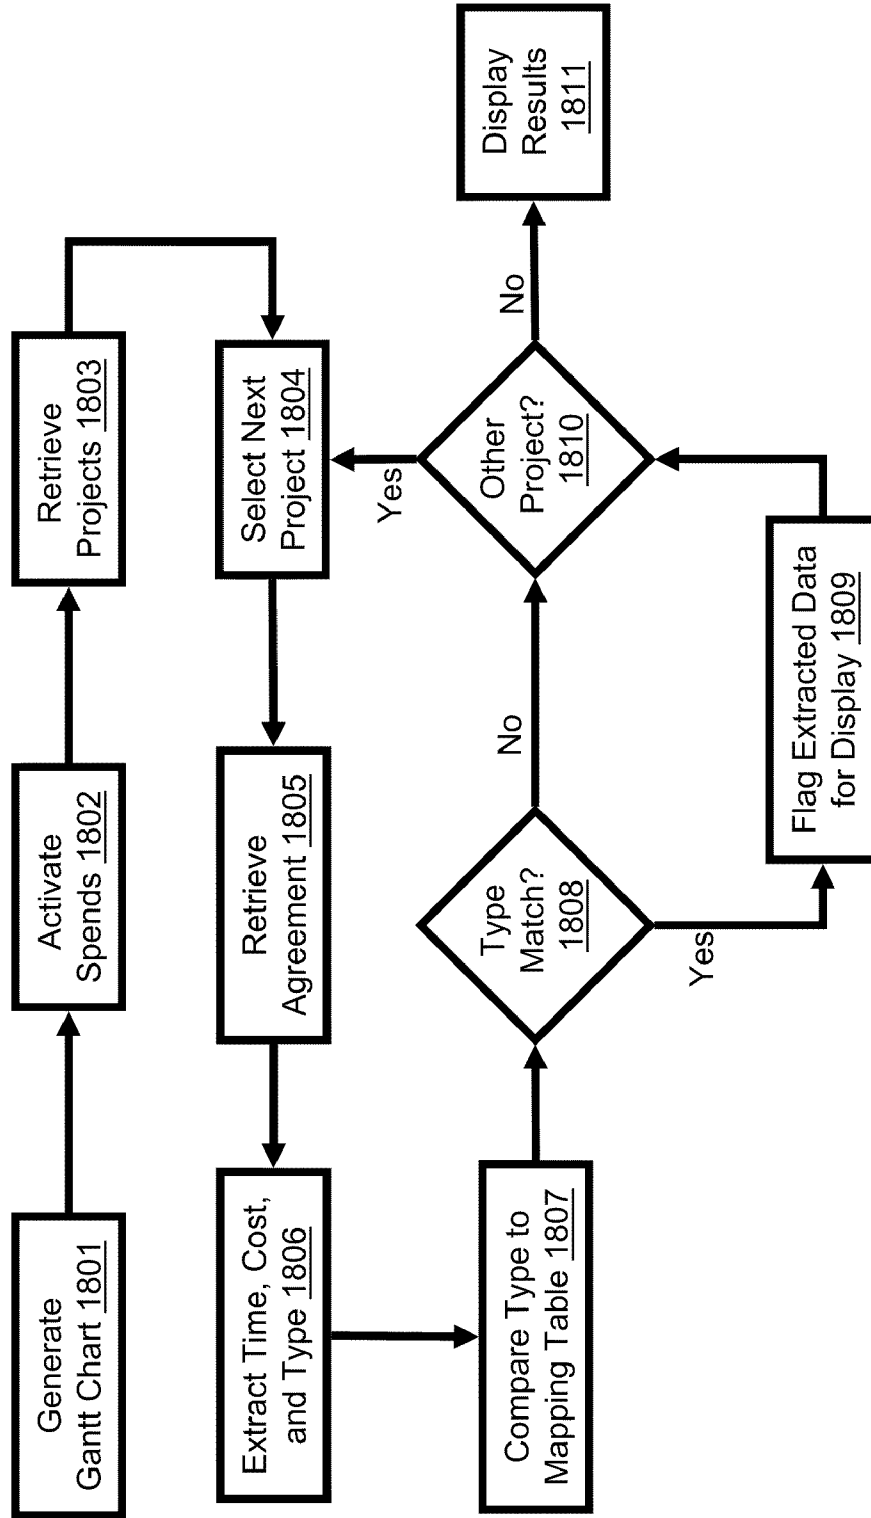 Generate
Gantt Chart 1801
Activate
Spends 1802
Retrieve
Projects 1803
Select Next
Project 1804
Retrieve
Agreement 1805
Extract Time, Cost,
and Type 1806
Compare Type to
Mapping Table 1807
Type
Match?
1808
No
Yes
Flag Extracted Data
for Display 1809
Other
Project?
1810
Yes
No
Display
Results
1811